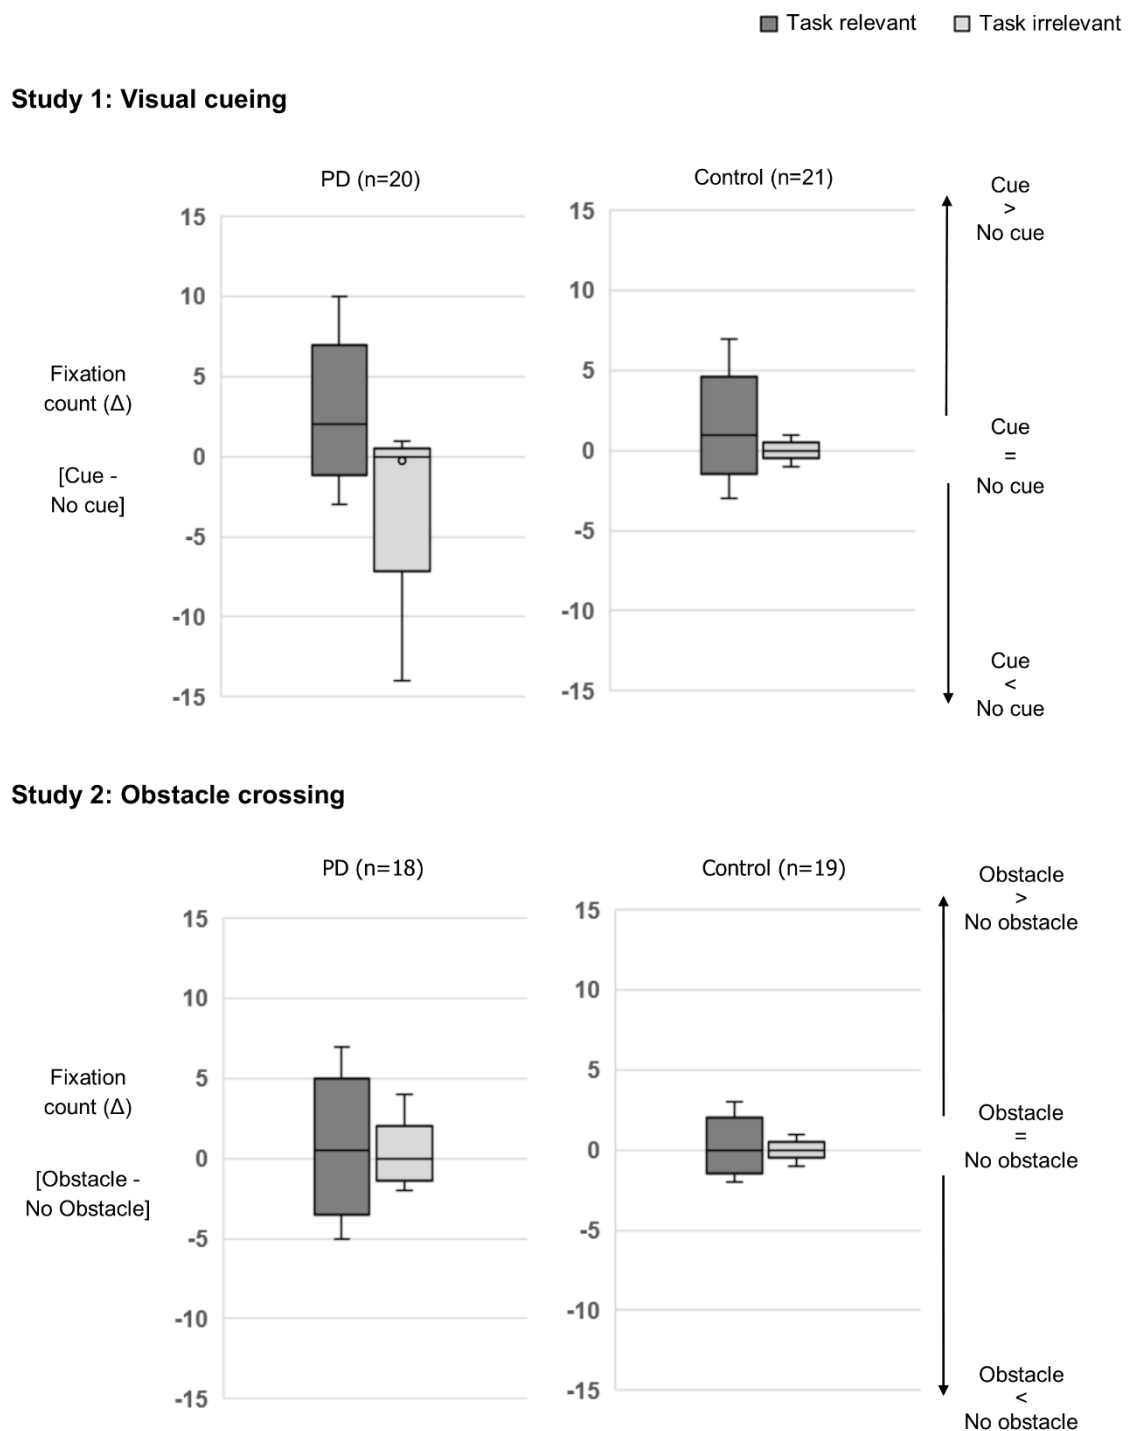 Task relevant
Task irrelevant
Study 1: Visual cueing
PD (n=20)
Control (n=21)
15
10
5
0
-5
-10
-15
Fixation
count (Δ)
[Cue -
No cue]
15
10
5
0
-5
-10
-15
Cue
>
No cue
Cue
=
No cue
Cue
<
No cue
Study 2: Obstacle crossing
PD (n=18)
Control (n=19)
15
10
5
0
-5
-10
-15
Fixation
count (Δ)
[Obstacle -
No Obstacle]
15
10
5
0
-5
-10
-15
Obstacle
>
No obstacle
Obstacle
=
No obstacle
Obstacle
<
No obstacle